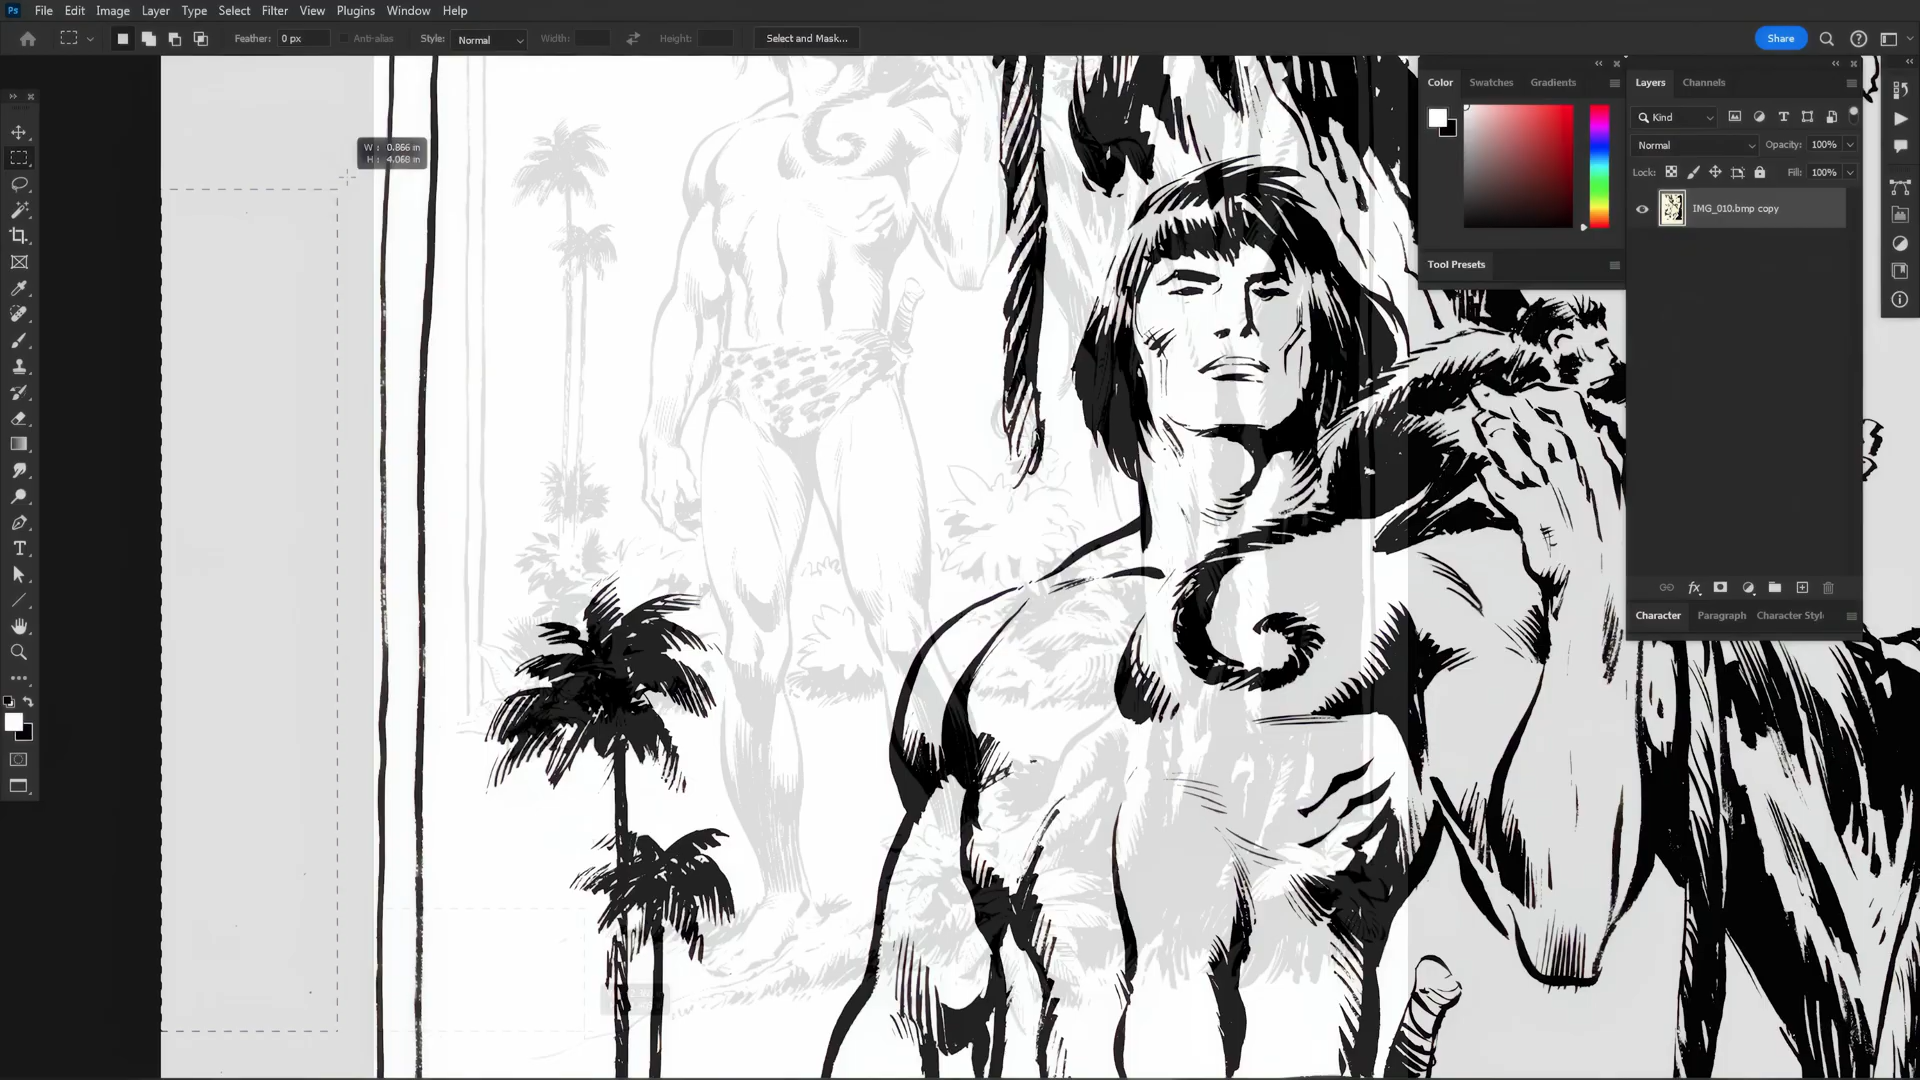 Ps File Edit Image Layer Type Select Filter View Plugins Window Help
Feather: 0 px Anti-alias Style: Normal Width: Height: Select and Mask... Share
W : 0.866 in
H : 4.068 in
Color Swatches Gradients
Tool Presets
Layers Channels
Kind
Normal Opacity: 100%
Lock: Fill: 100%
IMG_010.bmp copy
fx
Character Paragraph Character Style